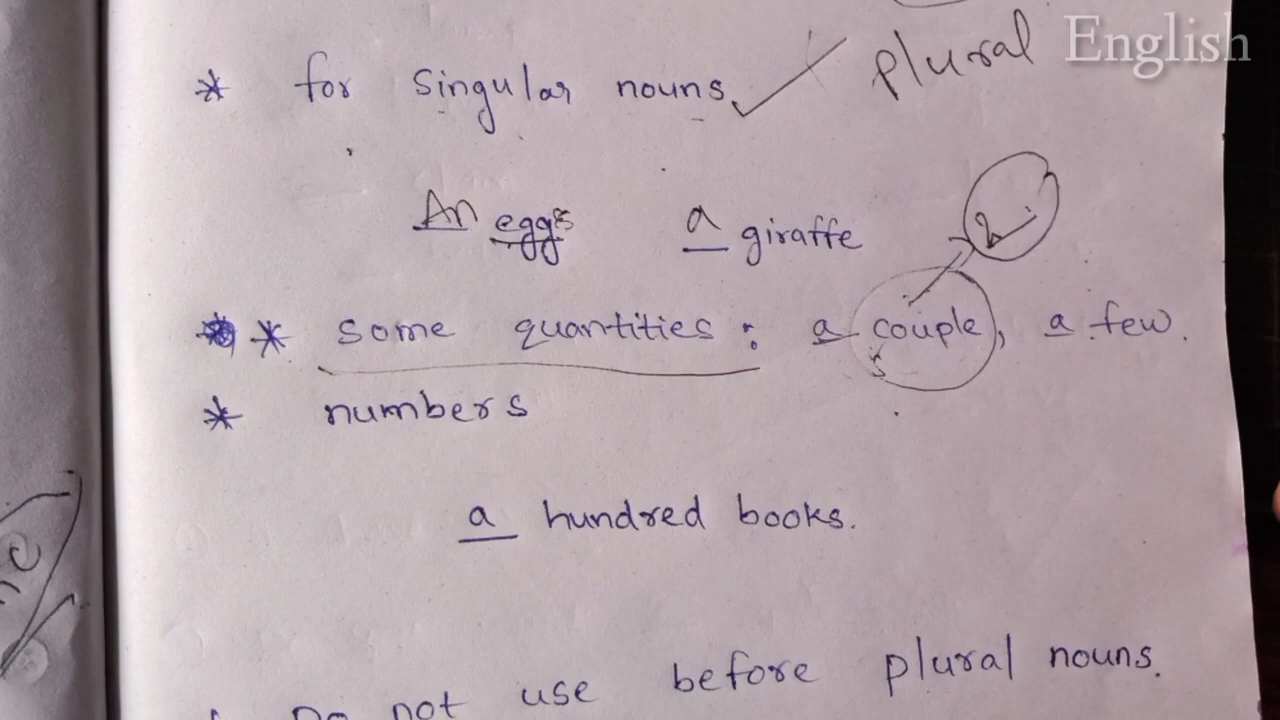 English
* for singular nouns ✓ plural
An eggs a giraffe
* some quantities : a couple, a few.
* numbers
a hundred books.
Do not use before plural nouns.